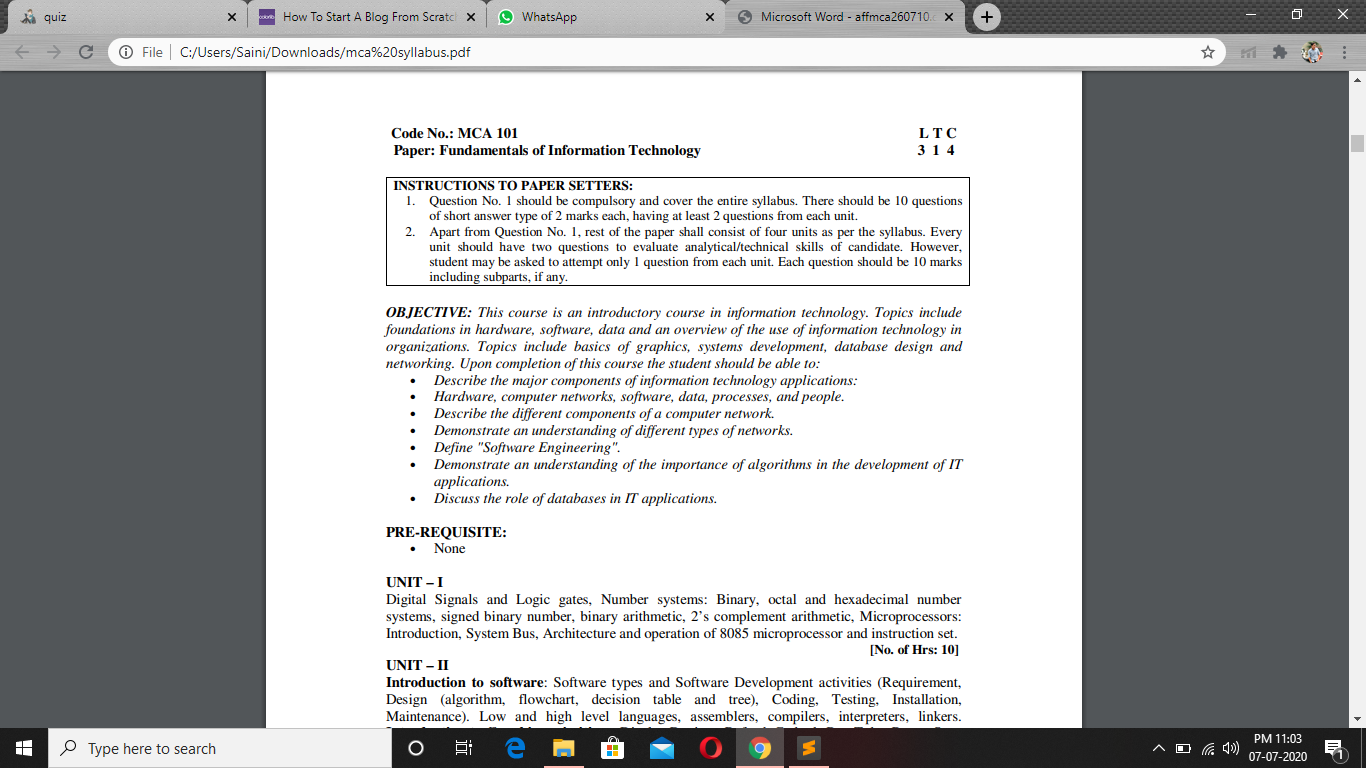 quiz
How To Start A Blog From Scratc
WhatsApp
Microsoft Word - affmca260710.
File
C:/Users/Saini/Downloads/mca%20syllabus.pdf
Code No.: MCA 101 L T C
Paper: Fundamentals of Information Technology 3 1 4
INSTRUCTIONS TO PAPER SETTERS:
1. Question No. 1 should be compulsory and cover the entire syllabus. There should be 10 questions
of short answer type of 2 marks each, having at least 2 questions from each unit.
2. Apart from Question No. 1, rest of the paper shall consist of four units as per the syllabus. Every
unit should have two questions to evaluate analytical/technical skills of candidate. However,
student may be asked to attempt only 1 question from each unit. Each question should be 10 marks
including subparts, if any.
OBJECTIVE: This course is an introductory course in information technology. Topics include
foundations in hardware, software, data and an overview of the use of information technology in
organizations. Topics include basics of graphics, systems development, database design and
networking. Upon completion of this course the student should be able to:
• Describe the major components of information technology applications:
• Hardware, computer networks, software, data, processes, and people.
• Describe the different components of a computer network.
• Demonstrate an understanding of different types of networks.
• Define "Software Engineering".
• Demonstrate an understanding of the importance of algorithms in the development of IT
applications.
• Discuss the role of databases in IT applications.
PRE-REQUISITE:
• None
UNIT – I
Digital Signals and Logic gates, Number systems: Binary, octal and hexadecimal number
systems, signed binary number, binary arithmetic, 2's complement arithmetic, Microprocessors:
Introduction, System Bus, Architecture and operation of 8085 microprocessor and instruction set.
[No. of Hrs: 10]
UNIT – II
Introduction to software: Software types and Software Development activities (Requirement,
Design (algorithm, flowchart, decision table and tree), Coding, Testing, Installation,
Maintenance). Low and high level languages, assemblers, compilers, interpreters, linkers.
Type here to search
PM 11:03
07-07-2020
1